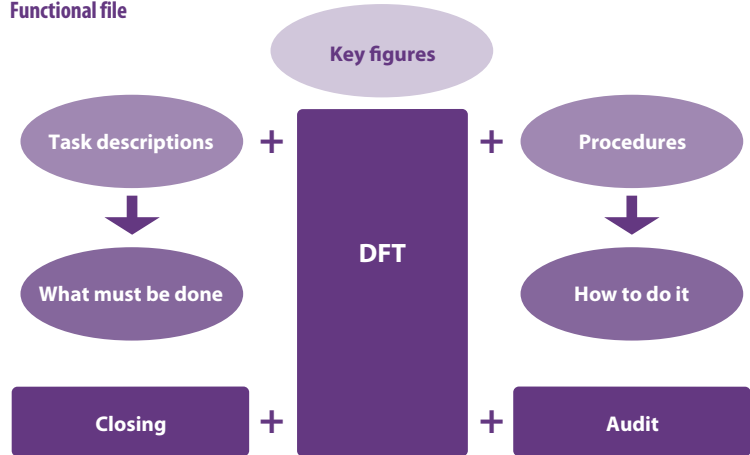 Functional file
Key figures
Task descriptions
+
+
Procedures
DFT
What must be done
How to do it
Closing
+
+
Audit